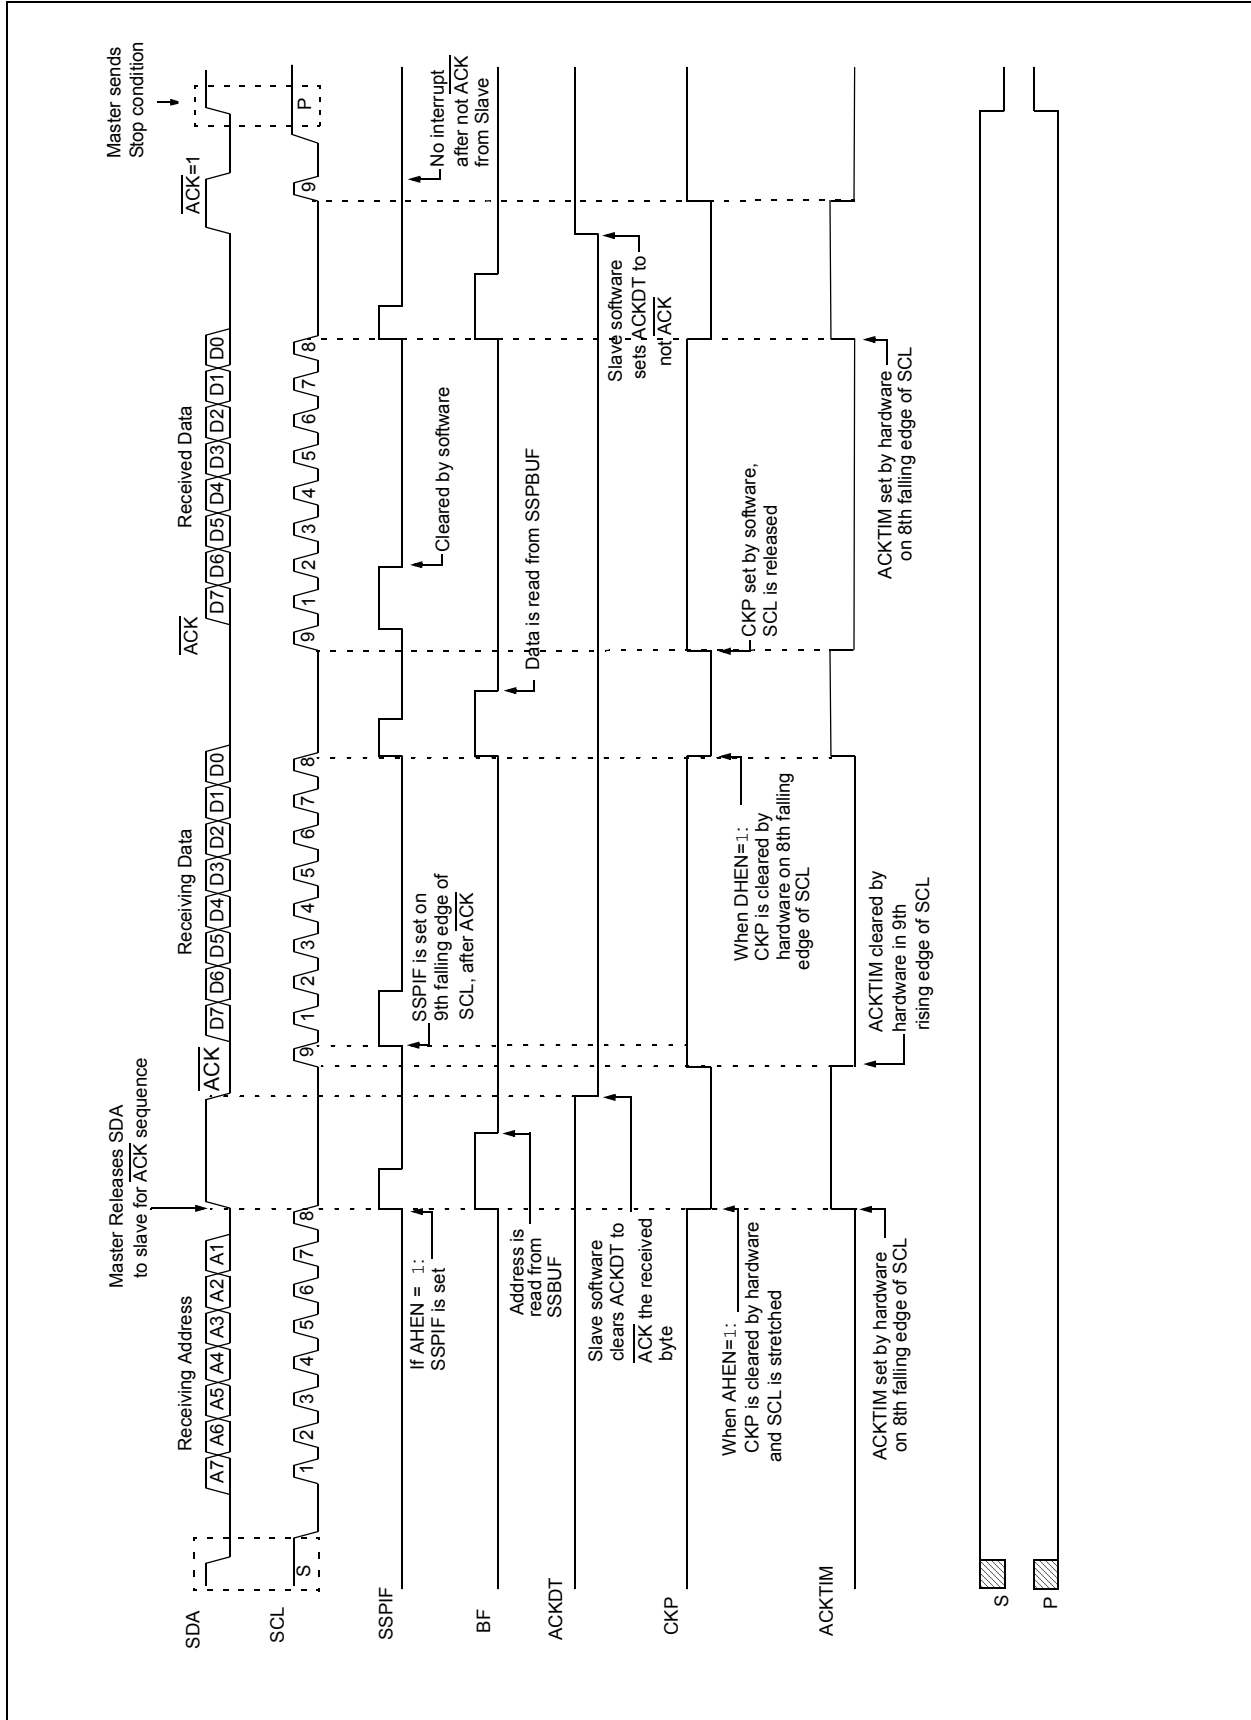 Master Releases SDA
to slave for ACK sequence
Master sends
Stop condition
Receiving Address
Receiving Data
Received Data
ACK
ACK
ACK=1
SDA
A7 A6 A5 A4 A3 A2 A1
D7 D6 D5 D4 D3 D2 D1 D0
D7 D6 D5 D4 D3 D2 D1 D0
SCL
S
1 2 3 4 5 6 7 8 9
1 2 3 4 5 6 7 8 9
1 2 3 4 5 6 7 8 9
P
SSPIF
If AHEN = 1:
SSPIF is set
SSPIF is set on
9th falling edge of
SCL, after ACK
Cleared by software
No interrupt
after not ACK
from Slave
BF
Address is
read from
SSBUF
Data is read from SSPBUF
ACKDT
Slave software
clears ACKDT to
ACK the received
byte
Slave software
sets ACKDT to
not ACK
CKP
When AHEN=1:
CKP is cleared by hardware
and SCL is stretched
When DHEN=1:
CKP is cleared by
hardware on 8th falling
edge of SCL
CKP set by software,
SCL is released
ACKTIM
ACKTIM set by hardware
on 8th falling edge of SCL
ACKTIM cleared by
hardware in 9th
rising edge of SCL
ACKTIM set by hardware
on 8th falling edge of SCL
S
P